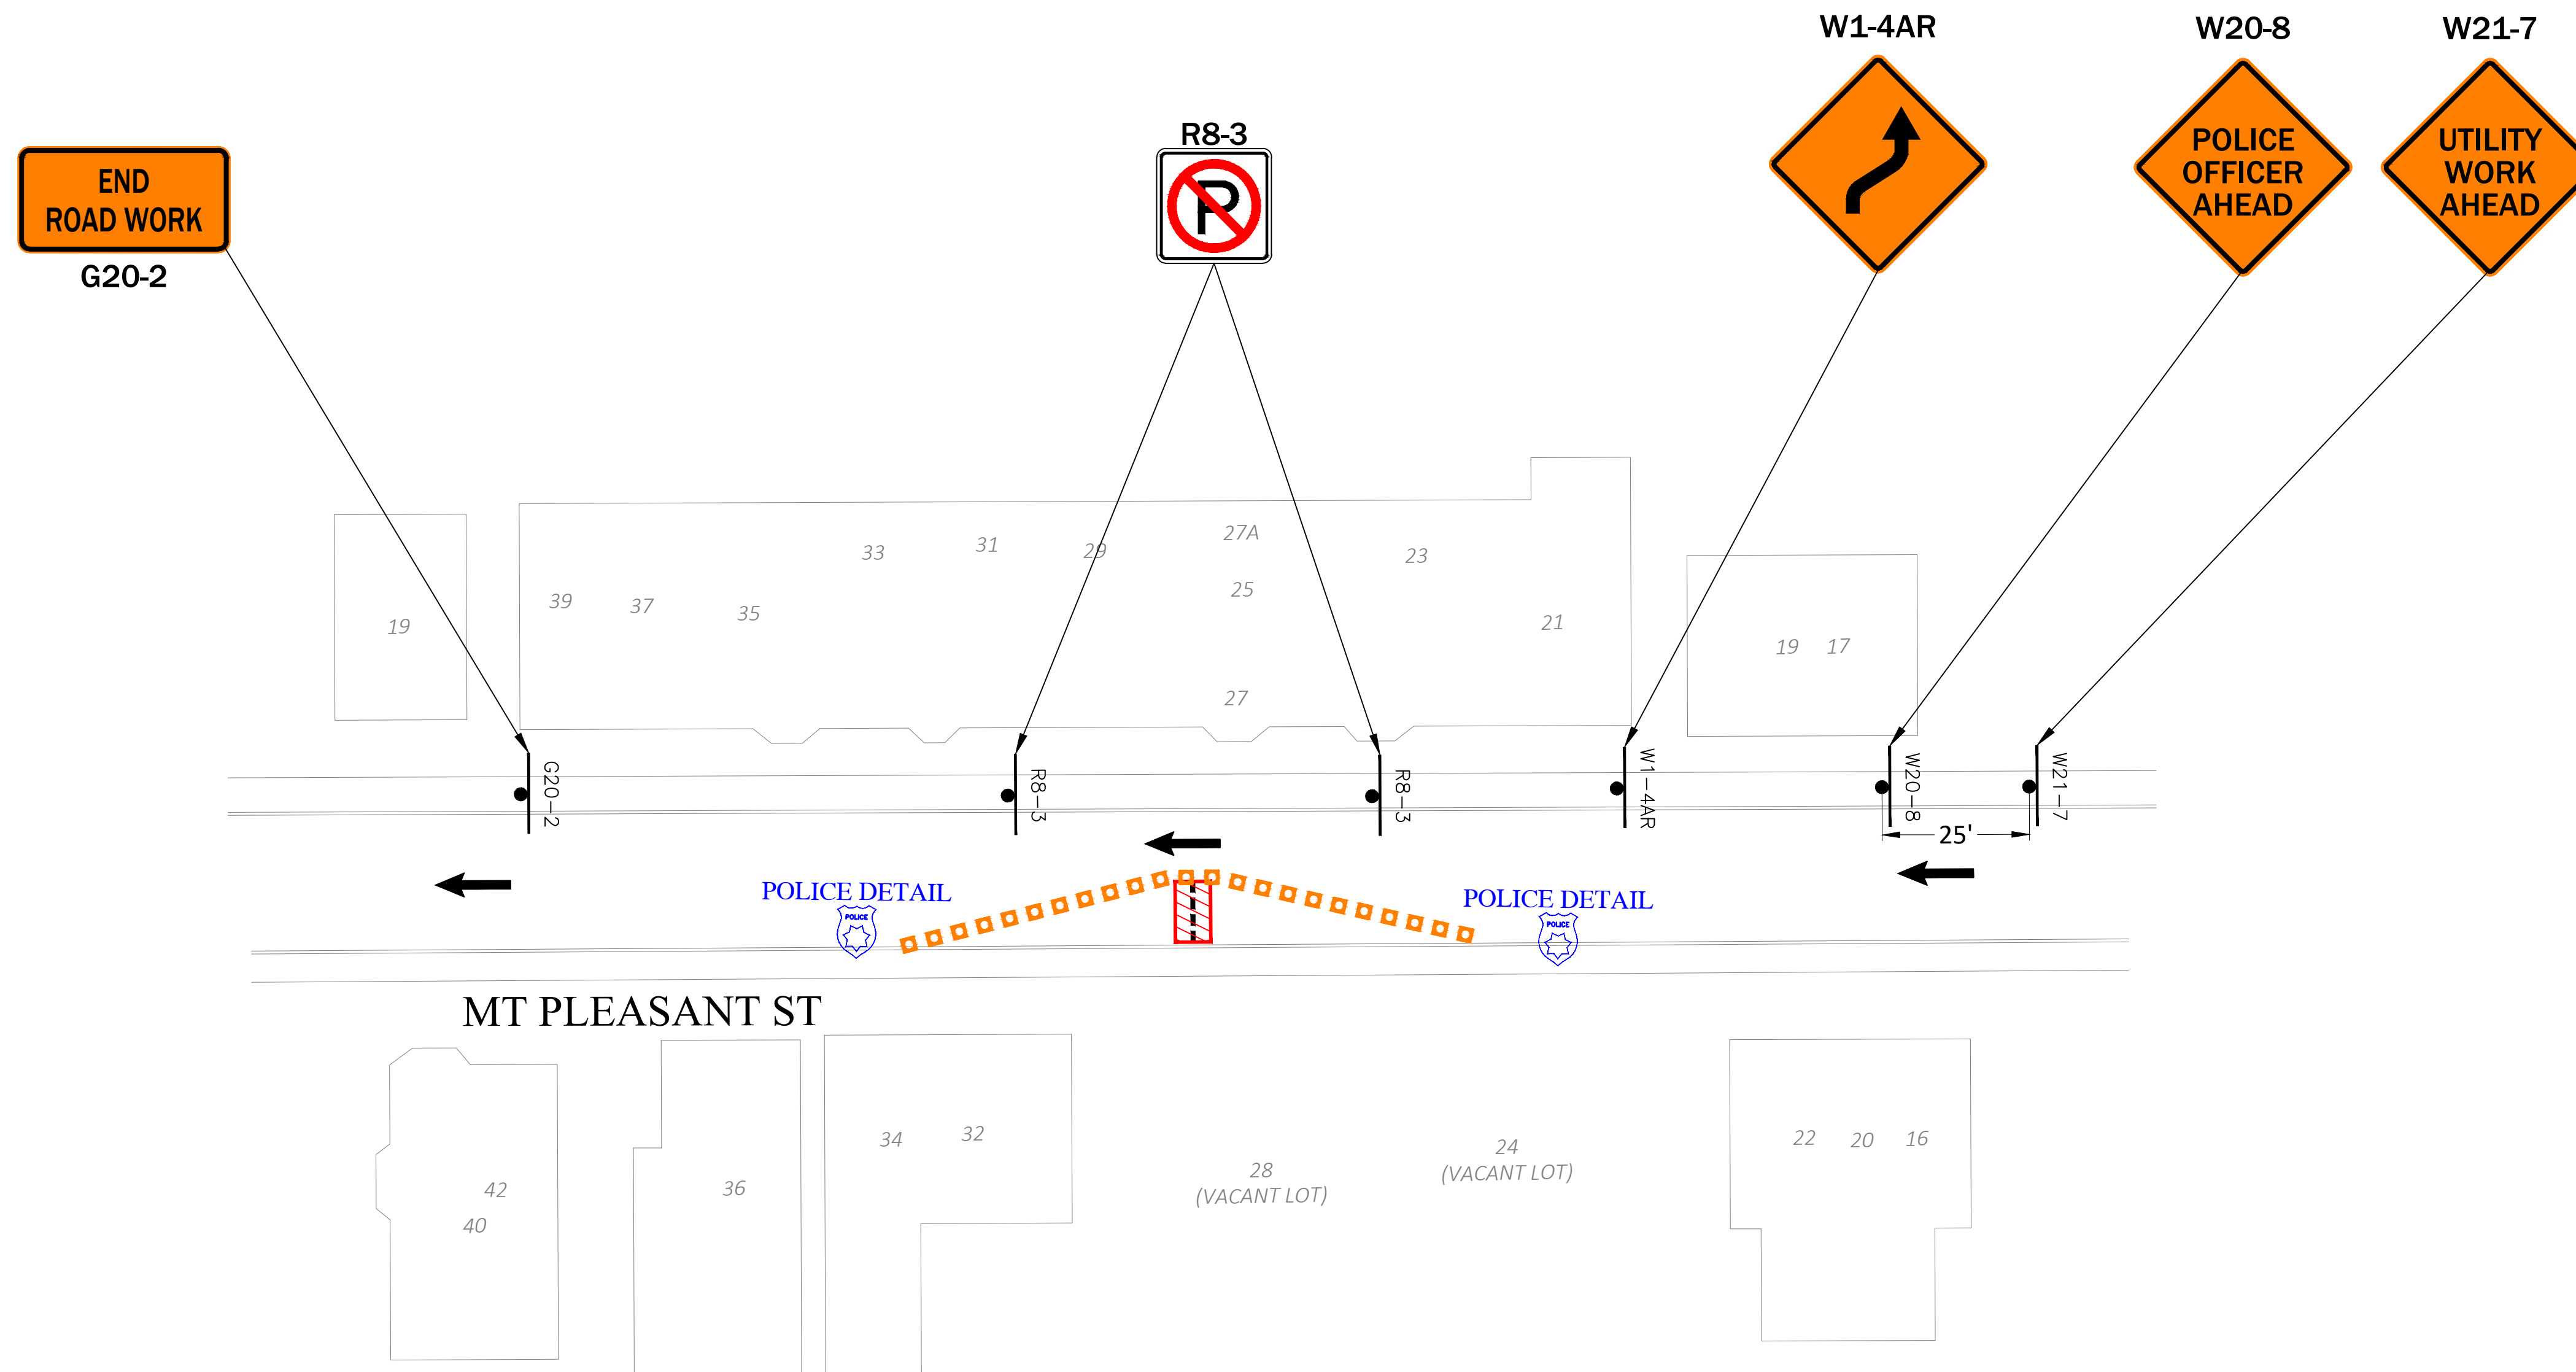 W1-4AR
W20-8
W21-7
R8-3
END
ROAD WORK
G20-2
POLICE
OFFICER
AHEAD
UTILITY
WORK
AHEAD
P
27A
33
31
29
23
25
39
37
35
19
21
19
17
27
G20-2
R8-3
R8-3
W1-4AR
W20-8
W21-7
25'
POLICE DETAIL
POLICE
POLICE DETAIL
POLICE
MT PLEASANT ST
34
32
22
20
16
24
(VACANT LOT)
28
(VACANT LOT)
42
36
40